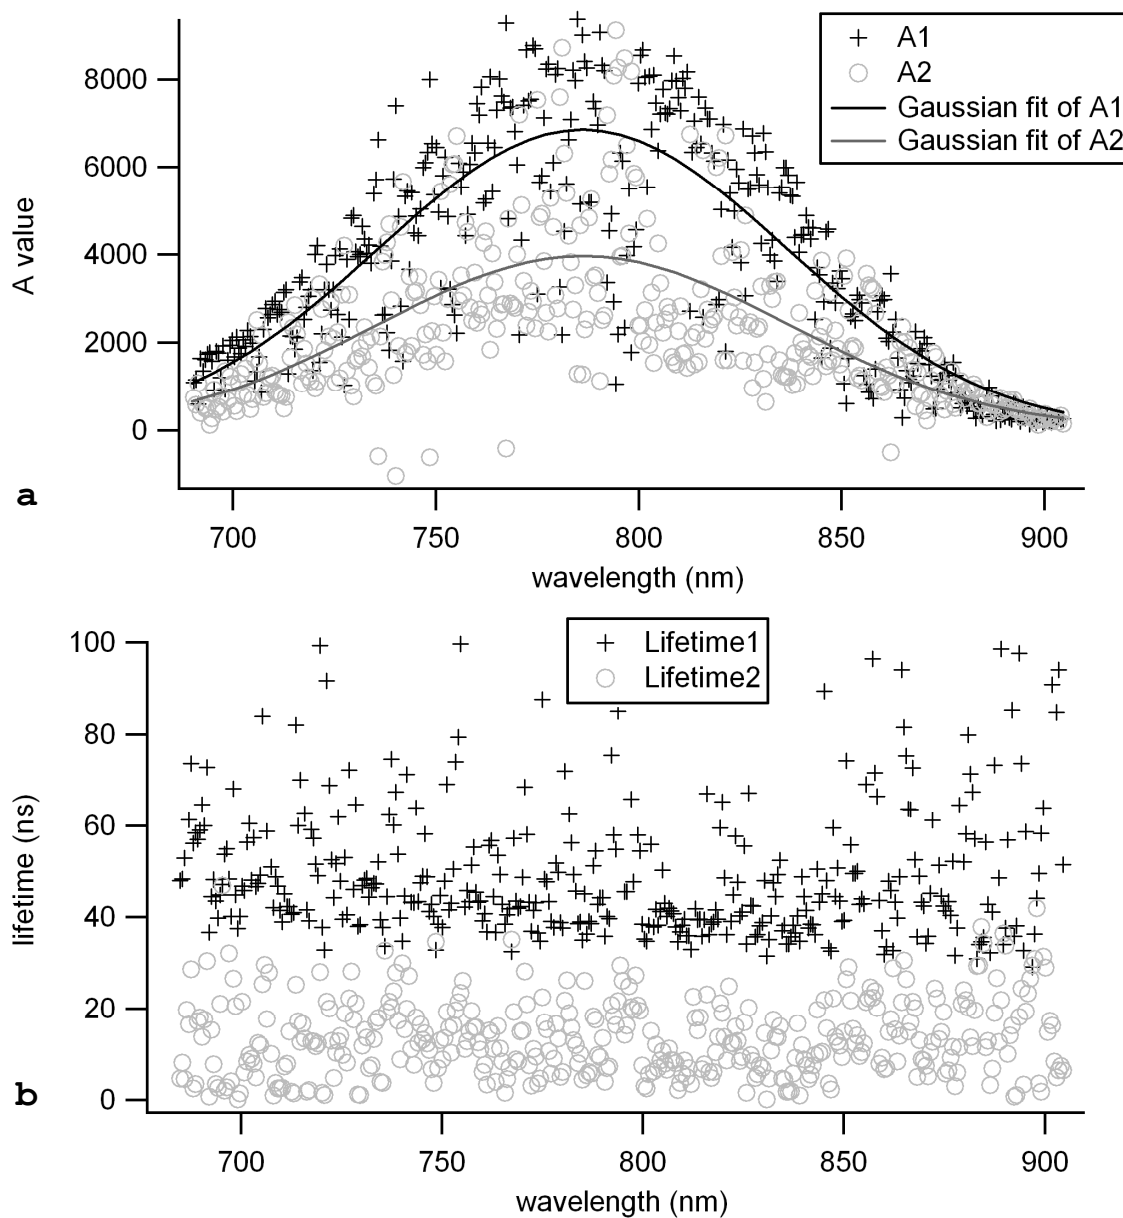 A1
A2
Gaussian fit of A1
Gaussian fit of A2
8000
6000
4000
2000
0
A value
a
700 750 800 850 900
wavelength (nm)
Lifetime1
Lifetime2
100
80
60
40
20
0
lifetime (ns)
b
700 750 800 850 900
wavelength (nm)